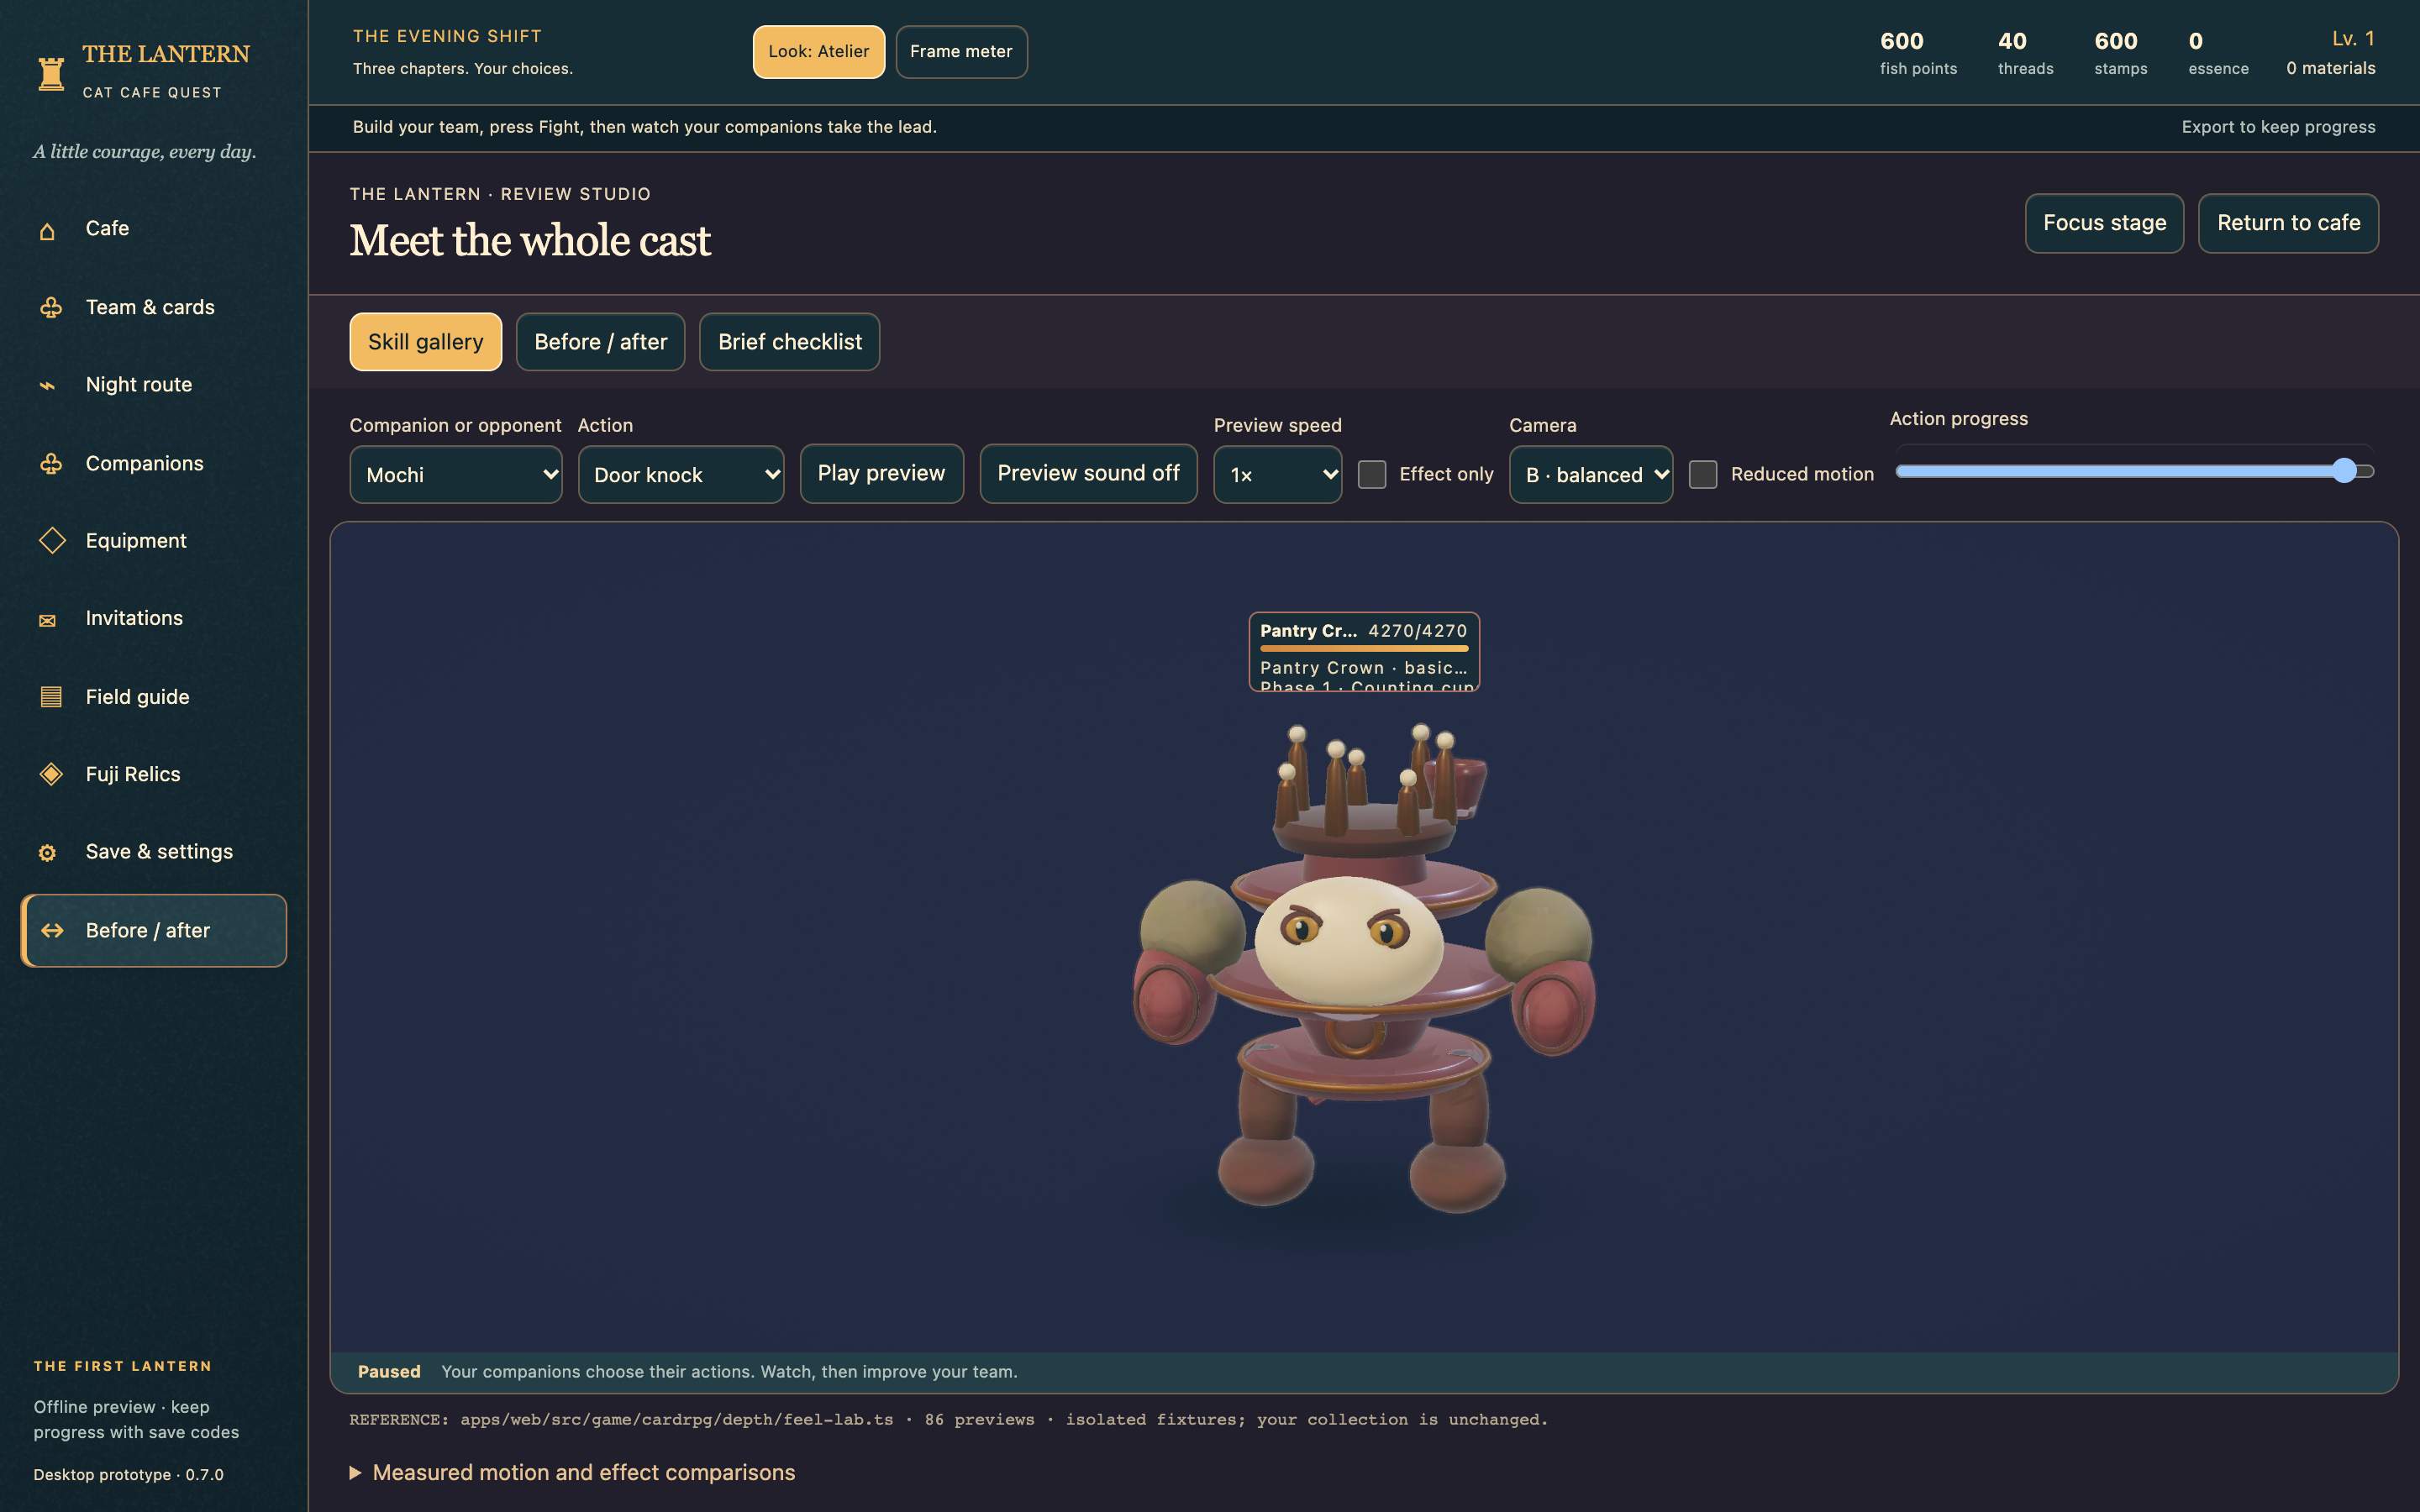 THE LANTERN
CAT CAFE QUEST
A little courage, every day.
Cafe
Team & cards
Night route
Companions
Equipment
Invitations
Field guide
Fuji Relics
Save & settings
Before / after
THE FIRST LANTERN
Offline preview · keep
progress with save codes
Desktop prototype · 0.7.0
THE EVENING SHIFT
Three chapters. Your choices.
Look: Atelier
Frame meter
600
fish points
40
threads
600
stamps
0
essence
Lv. 1
0 materials
Build your team, press Fight, then watch your companions take the lead.
Export to keep progress
THE LANTERN · REVIEW STUDIO
Meet the whole cast
Focus stage
Return to cafe
Skill gallery
Before / after
Brief checklist
Companion or opponent
Mochi
Action
Door knock
Play preview
Preview sound off
Preview speed
1×
Effect only
Camera
B · balanced
Reduced motion
Action progress
Pantry Cr... 4270/4270
Pantry Crown · basic...
Phase 1 · Counting cup
Paused Your companions choose their actions. Watch, then improve your team.
REFERENCE: apps/web/src/game/cardrpg/depth/feel-lab.ts · 86 previews · isolated fixtures; your collection is unchanged.
Measured motion and effect comparisons